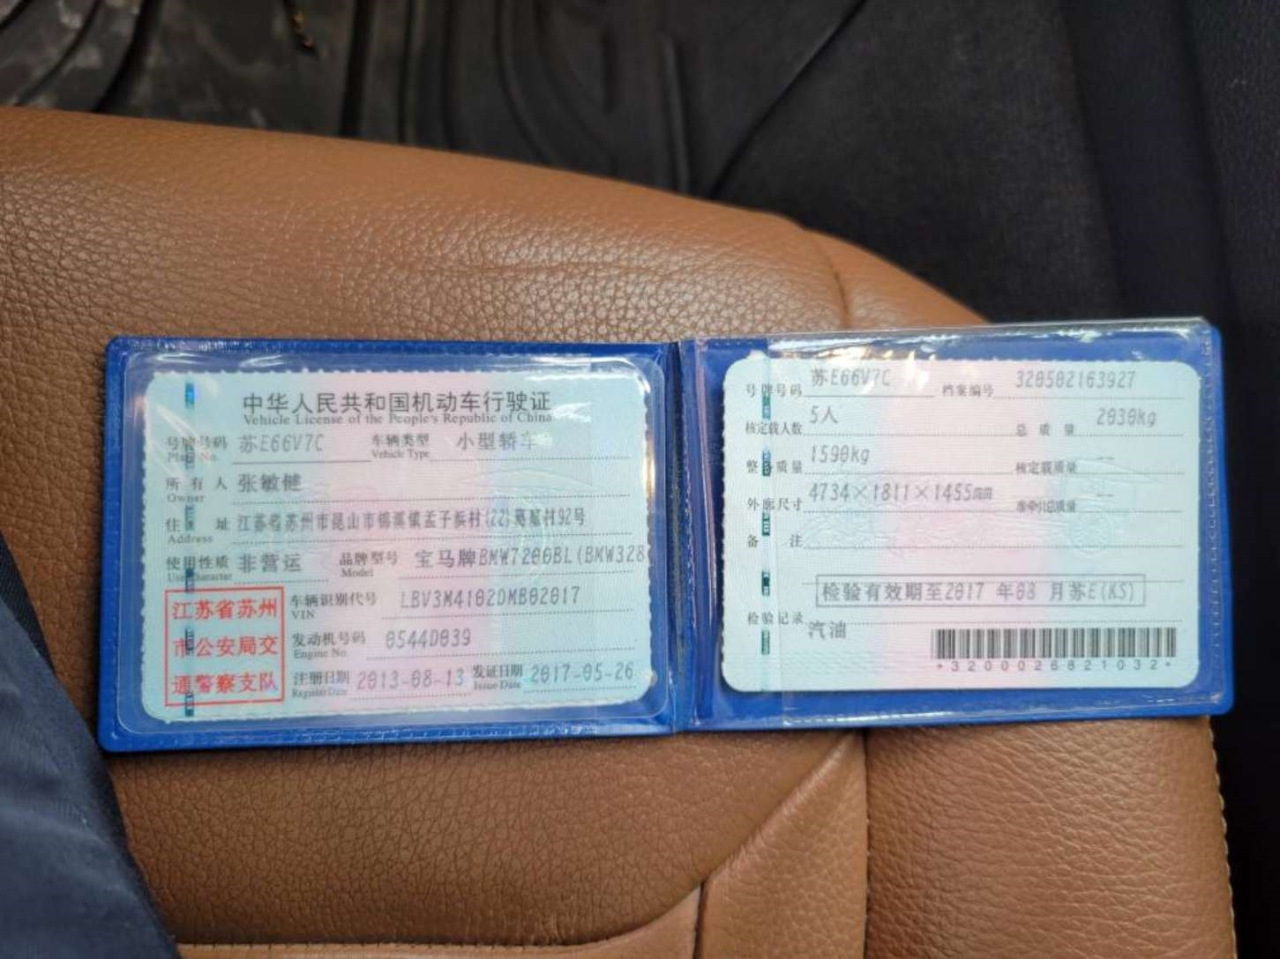 中华人民共和国机动车行驶证
Vehicle License of the People's Republic of China
号牌号码 苏E66V7C 车辆类型 小型轿车
Plate No. Vehicle Type
所有人 张敏健
Owner
住 址 江苏省苏州市昆山市锦溪镇孟子浜村(22) 92号
Address
使用性质 非营运 品牌型号 宝马牌BMW7206BL(BMW328
Use Character Model
江苏省苏州
市公安局交
通警察支队
车辆识别代号 LBV3M4102DMB02017
VIN
发动机号码 0544D039
Engine No.
注册日期 2013-08-13 发证日期 2017-05-26
Register Date Issue Date
号牌号码 苏E66V7C 档案编号 320502163927
核定载人数 5人 总质量 2030kg
整备质量 1590kg 核定载质量 --
外廓尺寸 4734×1811×1455mm 准牵引总质量 --
备 注
检验有效期至2017 年08 月苏E(KS)
检验记录
汽油
*3200026821032*